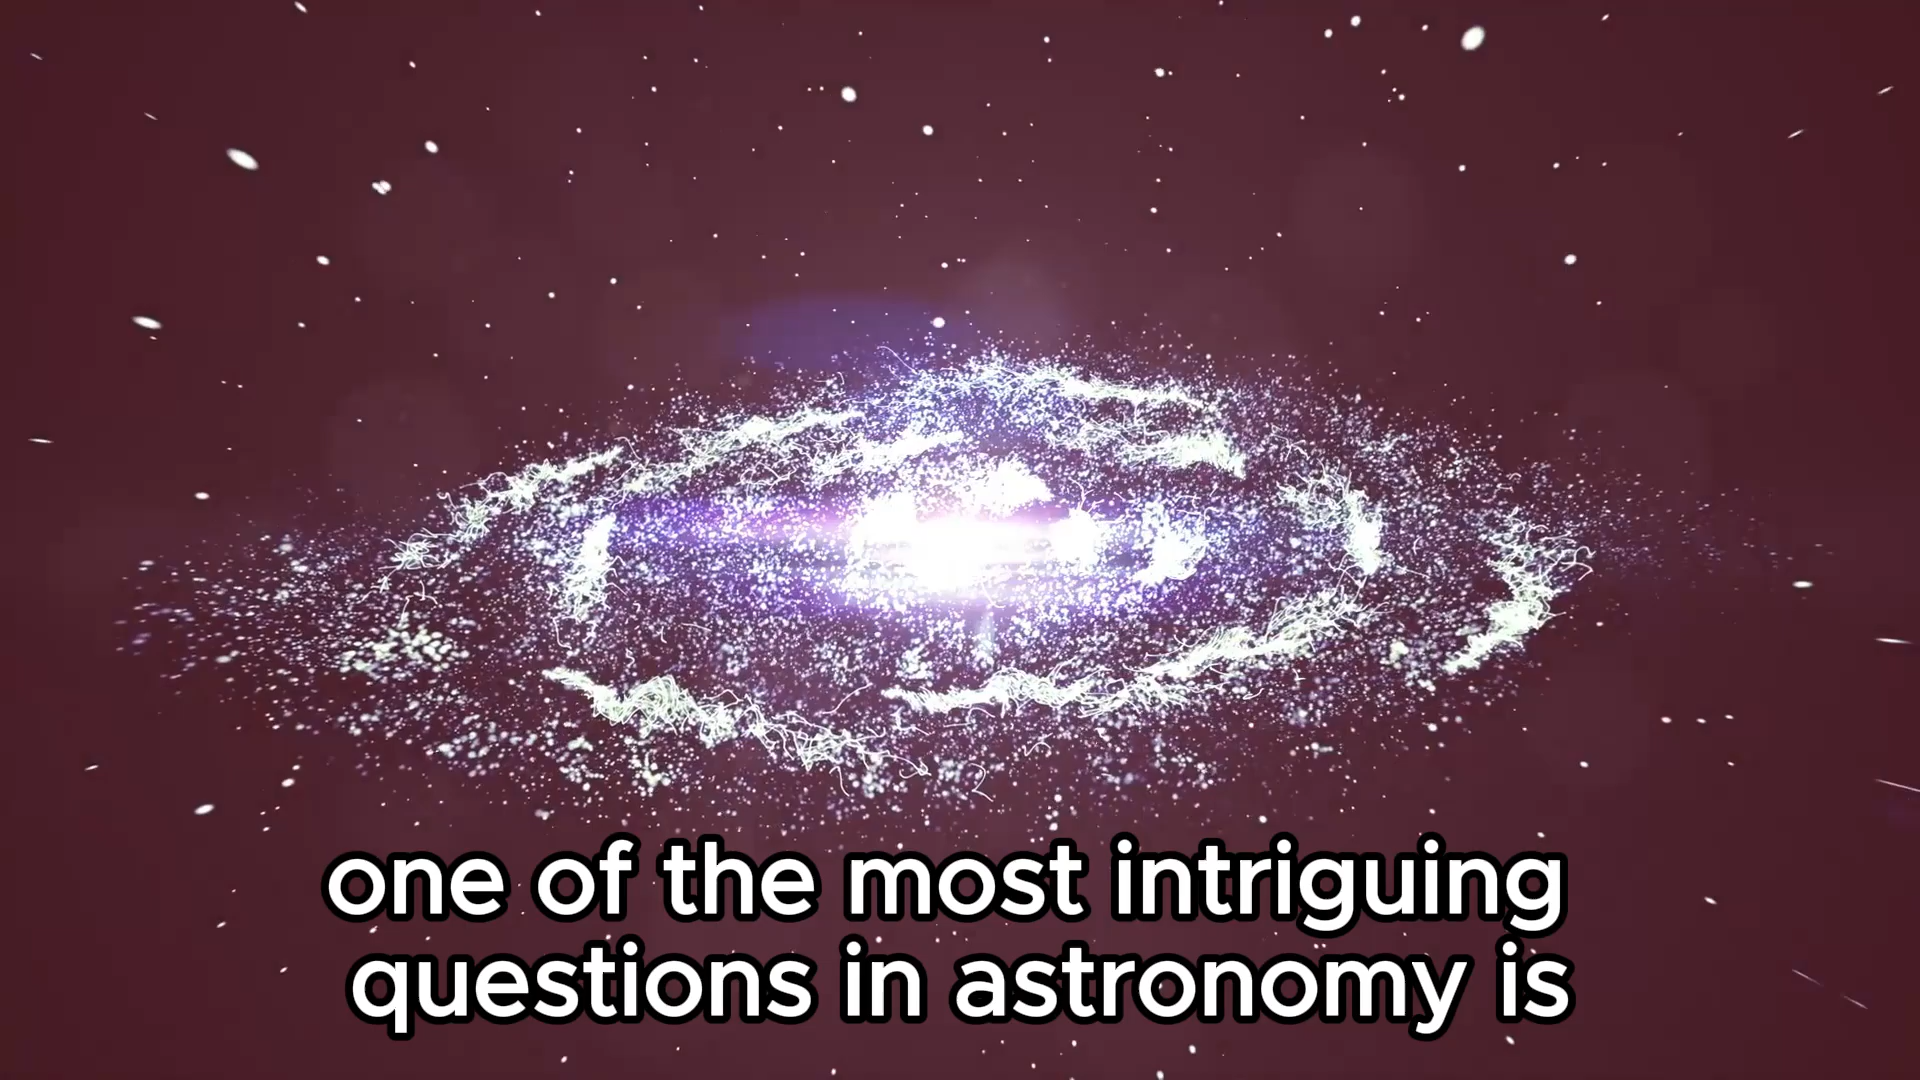 one of the most intriguing
questions in astronomy is